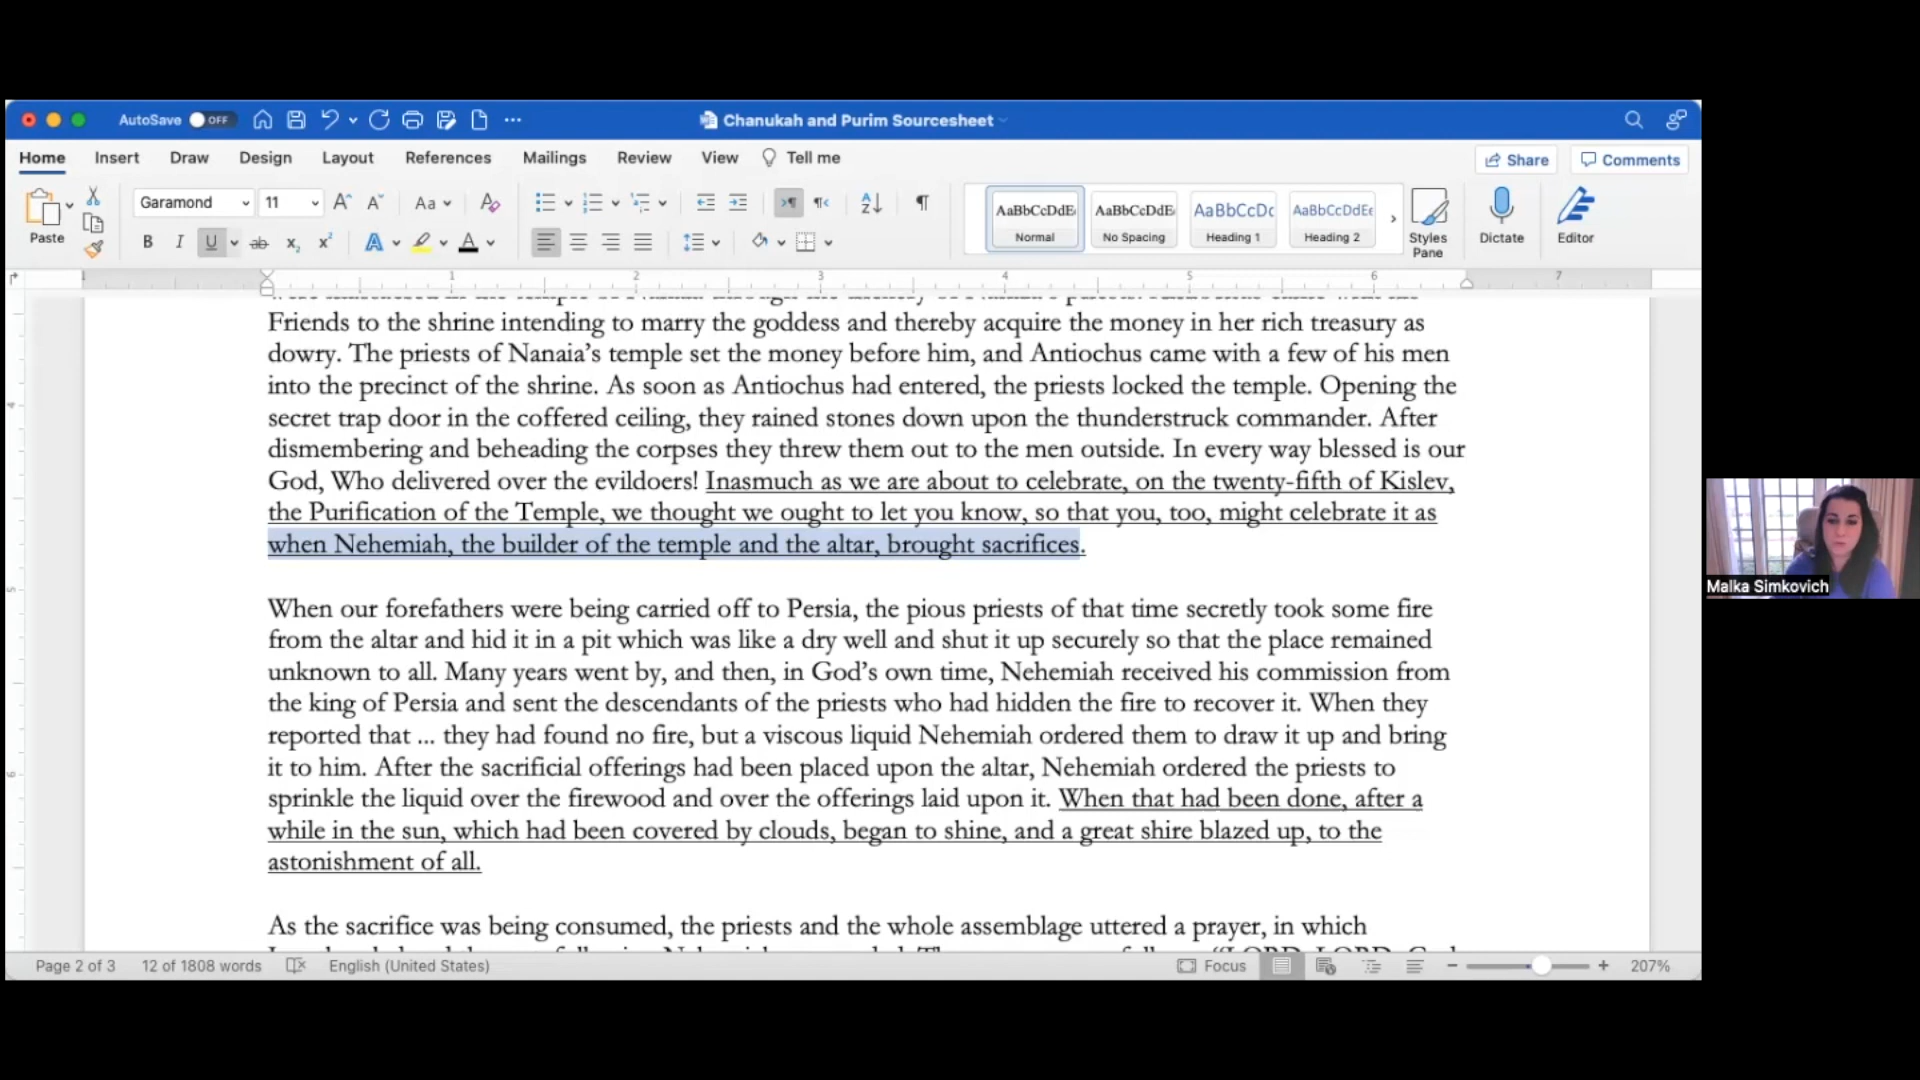 AutoSave OFF
Chanukah and Purim Sourcesheet
Home Insert Draw Design Layout References Mailings Review View Tell me
Share Comments
Paste
Garamond 11
AaBbCcDdE AaBbCcDdE AaBbCcDc AaBbCcDdEe
Normal No Spacing Heading 1 Heading 2
Styles Pane
Dictate
Editor
1 1 2 3 4 5 6 7
Friends to the shrine intending to marry the goddess and thereby acquire the money in her rich treasury as
dowry. The priests of Nanaia’s temple set the money before him, and Antiochus came with a few of his men
into the precinct of the shrine. As soon as Antiochus had entered, the priests locked the temple. Opening the
secret trap door in the coffered ceiling, they rained stones down upon the thunderstruck commander. After
dismembering and beheading the corpses they threw them out to the men outside. In every way blessed is our
God, Who delivered over the evildoers! Inasmuch as we are about to celebrate, on the twenty-fifth of Kislev,
the Purification of the Temple, we thought we ought to let you know, so that you, too, might celebrate it as
when Nehemiah, the builder of the temple and the altar, brought sacrifices.
When our forefathers were being carried off to Persia, the pious priests of that time secretly took some fire
from the altar and hid it in a pit which was like a dry well and shut it up securely so that the place remained
unknown to all. Many years went by, and then, in God’s own time, Nehemiah received his commission from
the king of Persia and sent the descendants of the priests who had hidden the fire to recover it. When they
reported that ... they had found no fire, but a viscous liquid Nehemiah ordered them to draw it up and bring
it to him. After the sacrificial offerings had been placed upon the altar, Nehemiah ordered the priests to
sprinkle the liquid over the firewood and over the offerings laid upon it. When that had been done, after a
while in the sun, which had been covered by clouds, began to shine, and a great shire blazed up, to the
astonishment of all.
As the sacrifice was being consumed, the priests and the whole assemblage uttered a prayer, in which
Page 2 of 3 12 of 1808 words English (United States) Focus 207%
Malka Simkovich